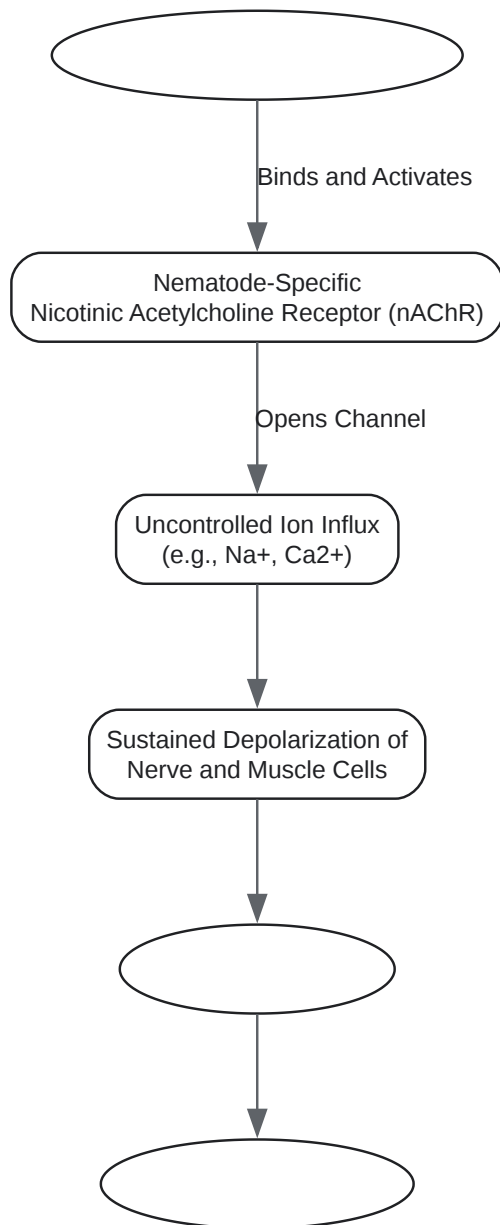 Binds and Activates
Nematode-Specific
Nicotinic Acetylcholine Receptor (nAChR)
Opens Channel
Uncontrolled Ion Influx
(e.g., Na+, Ca2+)
Sustained Depolarization of
Nerve and Muscle Cells